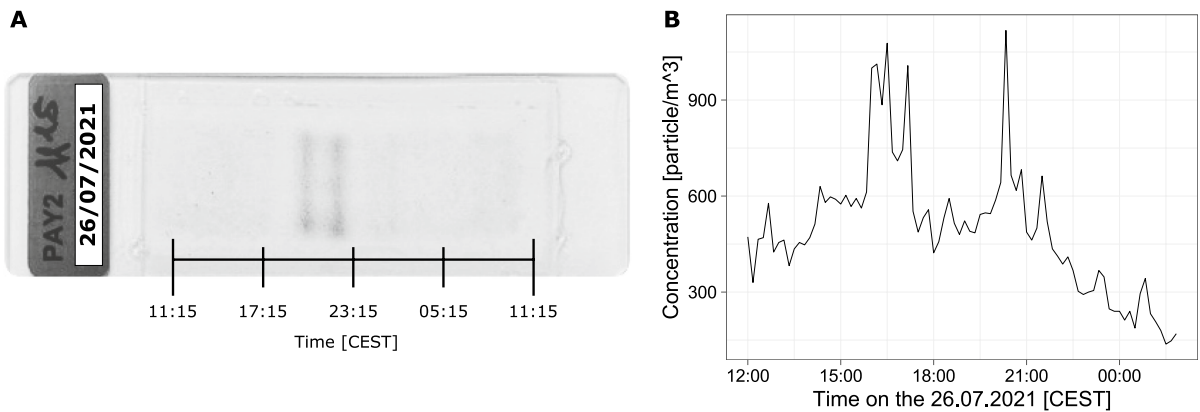 A
PAY2
26/07/2021
11:15 17:15 23:15 05:15 11:15
Time [CEST]
B
Concentration [particle/m^3]
900
600
300
12:00 15:00 18:00 21:00 00:00
Time on the 26.07.2021 [CEST]